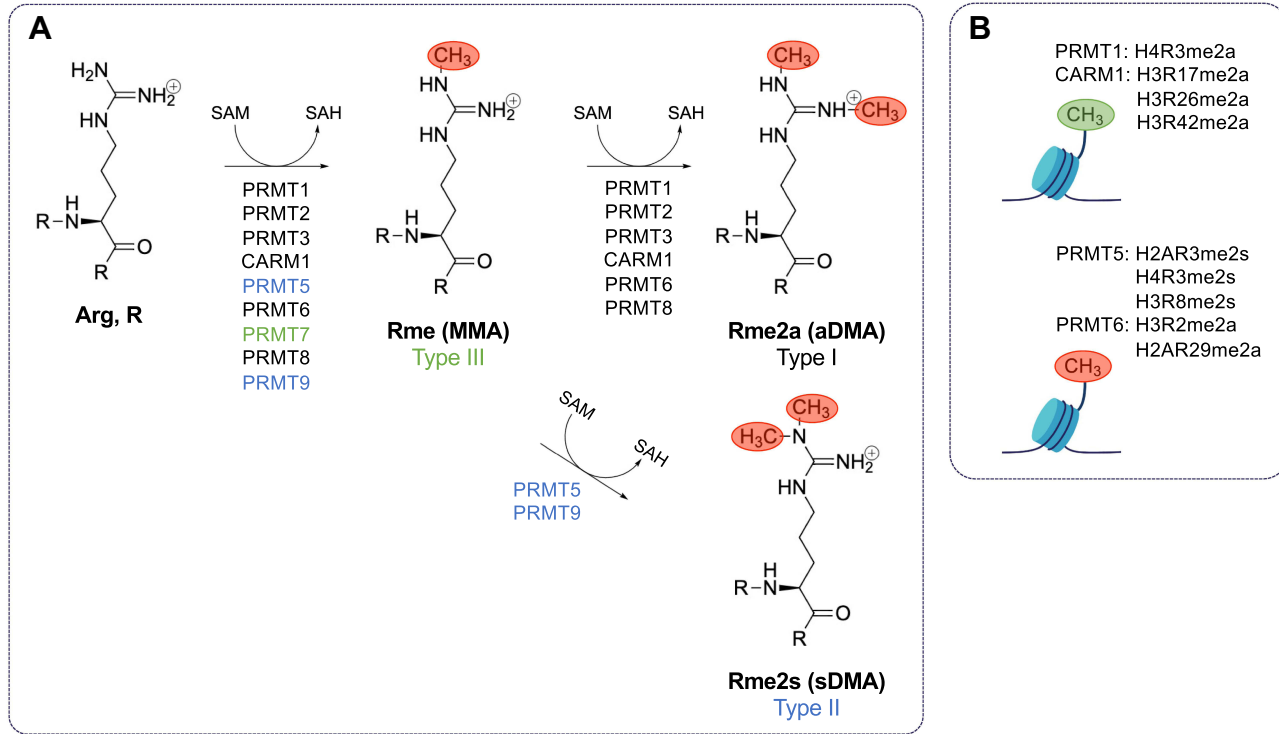 A
H₂N
NH₂⊕
HN
H
R–N
O
R
Arg, R
SAM
SAH
PRMT1
PRMT2
PRMT3
CARM1
PRMT5
PRMT6
PRMT7
PRMT8
PRMT9
CH₃
HN
NH₂⊕
HN
H
R–N
O
R
Rme (MMA)
Type III
SAM
SAH
PRMT1
PRMT2
PRMT3
CARM1
PRMT6
PRMT8
CH₃
HN
NH⊕–CH₃
HN
H
R–N
O
R
Rme2a (aDMA)
Type I
SAM
SAH
PRMT5
PRMT9
CH₃
H₃C–N
NH₂⊕
HN
H
R–N
O
R
Rme2s (sDMA)
Type II
B
PRMT1: H4R3me2a
CARM1: H3R17me2a
H3R26me2a
H3R42me2a
CH₃
PRMT5: H2AR3me2s
H4R3me2s
H3R8me2s
PRMT6: H3R2me2a
H2AR29me2a
CH₃